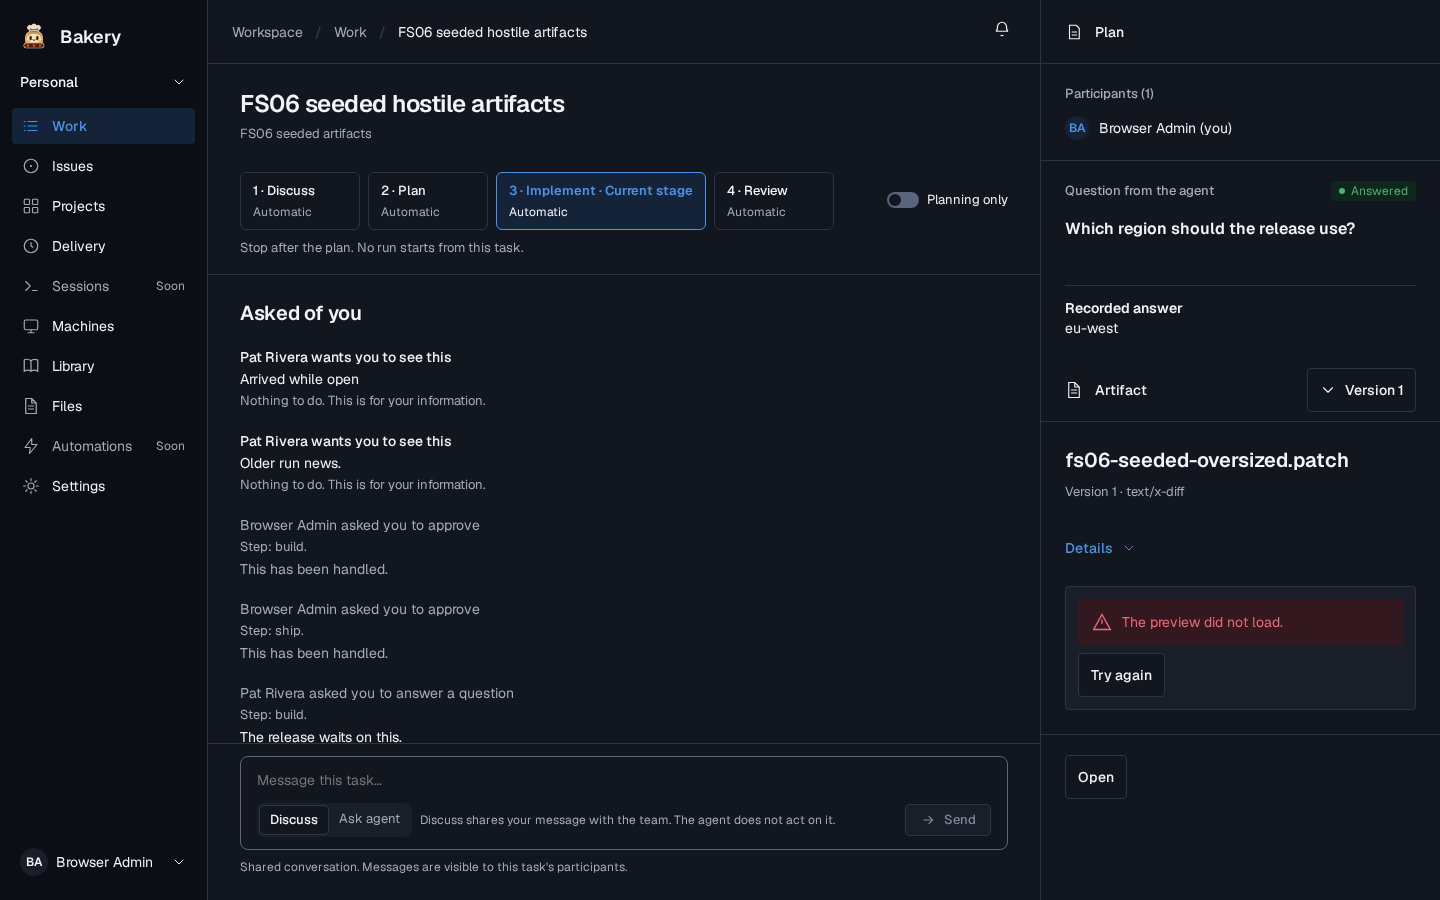 Bakery
Personal
Work
Issues
Projects
Delivery
Sessions Soon
Machines
Library
Files
Automations Soon
Settings
BA Browser Admin
Workspace / Work / FS06 seeded hostile artifacts
FS06 seeded hostile artifacts
FS06 seeded artifacts
1 · Discuss
Automatic
2 · Plan
Automatic
3 · Implement · Current stage
Automatic
4 · Review
Automatic
Planning only
Stop after the plan. No run starts from this task.
Asked of you
Pat Rivera wants you to see this
Arrived while open
Nothing to do. This is for your information.
Pat Rivera wants you to see this
Older run news.
Nothing to do. This is for your information.
Browser Admin asked you to approve
Step: build.
This has been handled.
Browser Admin asked you to approve
Step: ship.
This has been handled.
Pat Rivera asked you to answer a question
Step: build.
The release waits on this.
Message this task...
Discuss Ask agent Discuss shares your message with the team. The agent does not act on it. Send
Shared conversation. Messages are visible to this task's participants.
Plan
Participants (1)
BA Browser Admin (you)
Question from the agent Answered
Which region should the release use?
Recorded answer
eu-west
Artifact Version 1
fs06-seeded-oversized.patch
Version 1 · text/x-diff
Details
The preview did not load.
Try again
Open